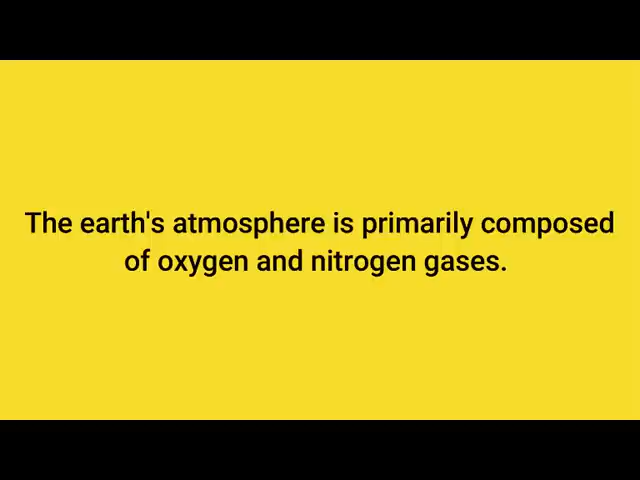 The earth's atmosphere is primarily composed
of oxygen and nitrogen gases.